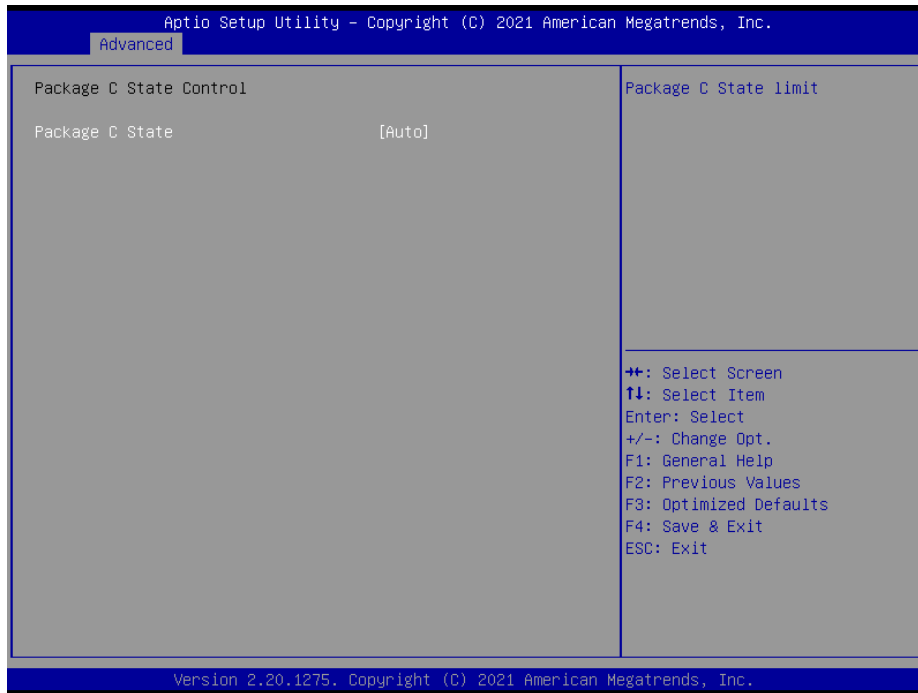 Aptio Setup Utility – Copyright (C) 2021 American Megatrends, Inc.
Advanced
Package C State Control
Package C State [Auto]
Package C State limit
→←: Select Screen
↑↓: Select Item
Enter: Select
+/-: Change Opt.
F1: General Help
F2: Previous Values
F3: Optimized Defaults
F4: Save & Exit
ESC: Exit
Version 2.20.1275. Copyright (C) 2021 American Megatrends, Inc.